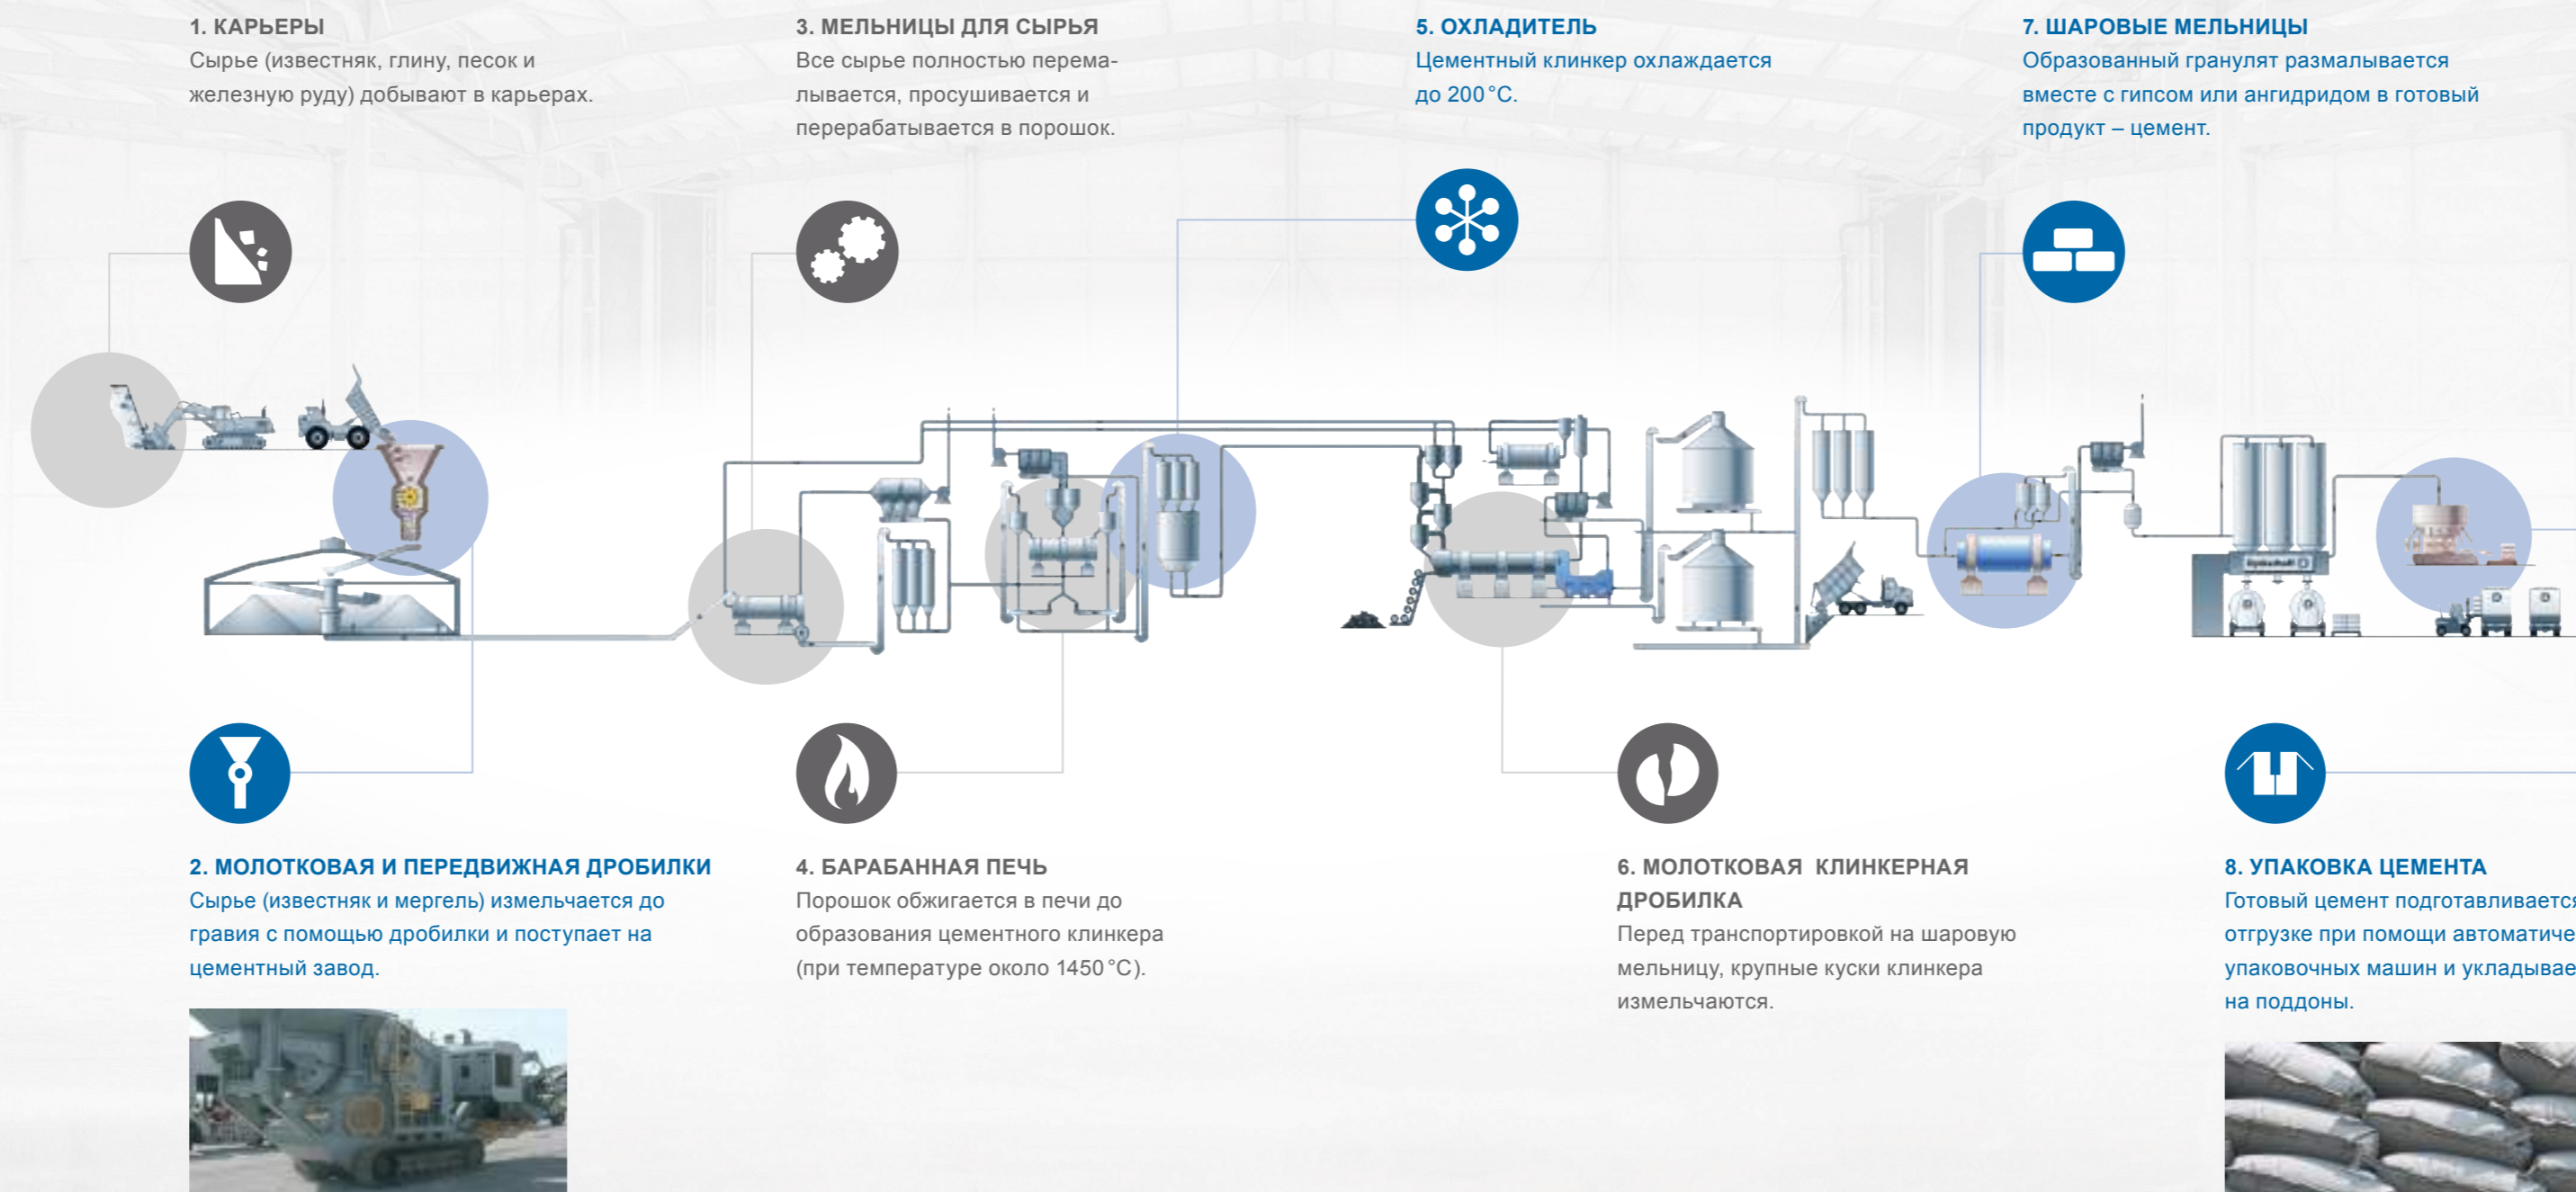 1. КАРЬЕРЫ
Сырье (известняк, глину, песок и
железную руду) добывают в карьерах.
3. МЕЛЬНИЦЫ ДЛЯ СЫРЬЯ
Все сырье полностью перема-
лывается, просушивается и
перерабатывается в порошок.
5. ОХЛАДИТЕЛЬ
Цементный клинкер охлаждается
до 200 °C.
7. ШАРОВЫЕ МЕЛЬНИЦЫ
Образованный гранулят размалывается
вместе с гипсом или ангидридом в готовый
продукт – цемент.
2. МОЛОТКОВАЯ И ПЕРЕДВИЖНАЯ ДРОБИЛКИ
Сырье (известняк и мергель) измельчается до
гравия с помощью дробилки и поступает на
цементный завод.
4. БАРАБАННАЯ ПЕЧЬ
Порошок обжигается в печи до
образования цементного клинкера
(при температуре около 1450 °C).
6. МОЛОТКОВАЯ КЛИНКЕРНАЯ
ДРОБИЛКА
Перед транспортировкой на шаровую
мельницу, крупные куски клинкера
измельчаются.
8. УПАКОВКА ЦЕМЕНТА
Готовый цемент подготавливается
отгрузке при помощи автоматиче
упаковочных машин и укладывае
на поддоны.